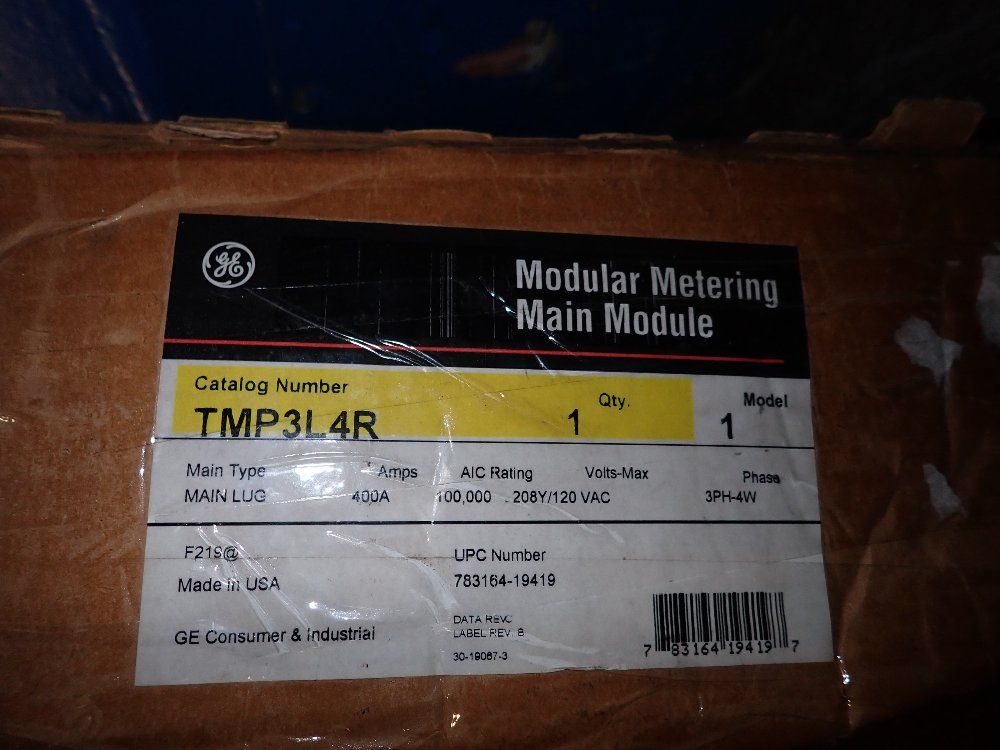 GE
Modular Metering
Main Module
Catalog Number Qty. Model
TMP3L4R 1 1
Main Type Amps AIC Rating Volts-Max Phase
MAIN LUG 400A 100,000 208Y/120 VAC 3PH-4W
F219@ UPC Number
Made in USA 783164-19419
GE Consumer & Industrial
DATA REV.C
LABEL REV. B
30-19067-3
7 83164 19419 7